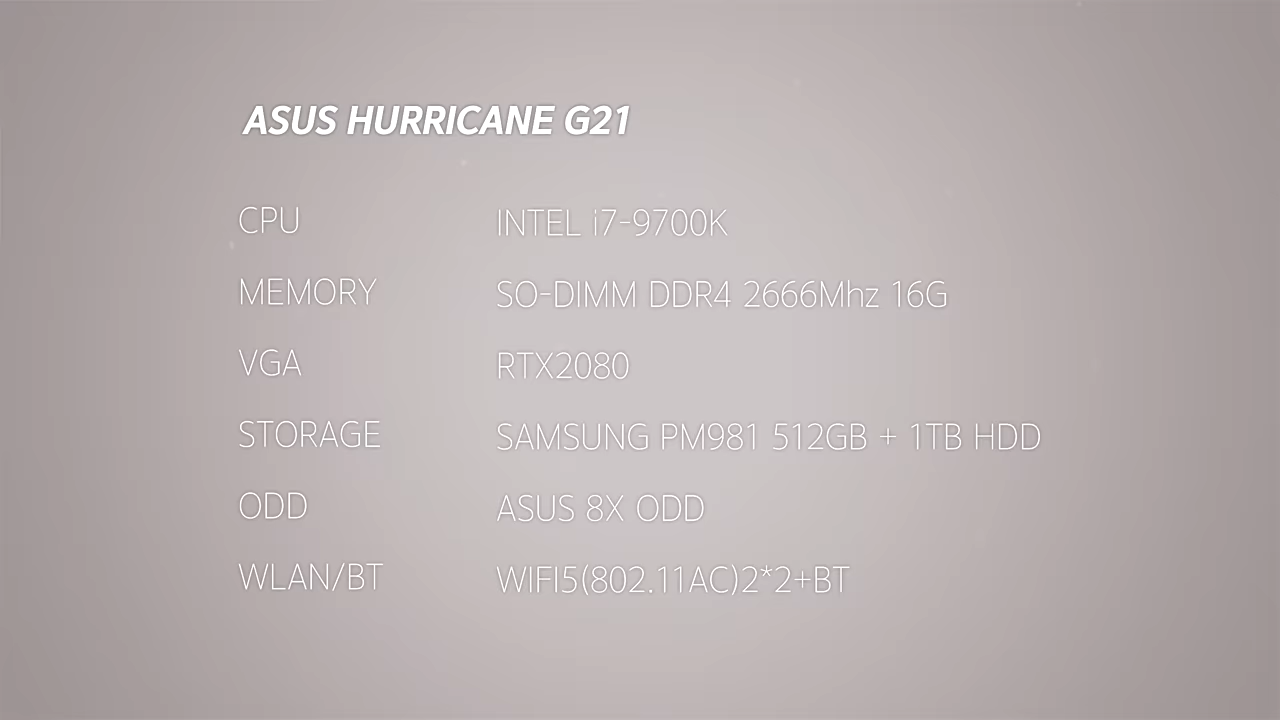 ASUS HURRICANE G21
CPU INTEL i7-9700K
MEMORY SO-DIMM DDR4 2666Mhz 16G
VGA RTX2080
STORAGE SAMSUNG PM981 512GB + 1TB HDD
ODD ASUS 8X ODD
WLAN/BT WIFI5(802.11AC)2*2+BT